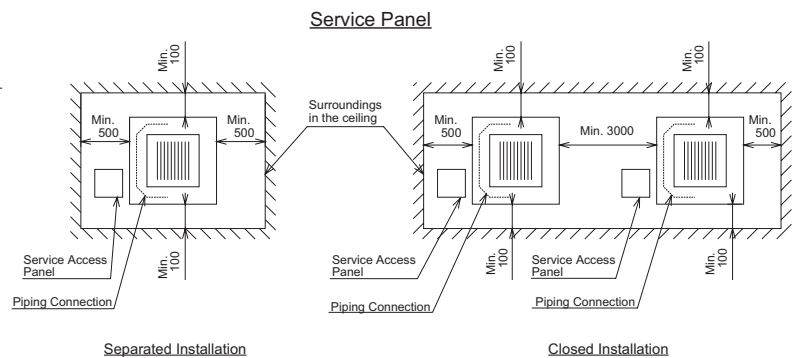 Service Panel
Min.
100
Min.
500
Min.
500
Service Access
Panel
Min.
100
Piping Connection
Separated Installation
Surroundings
in the ceiling
Min.
100
Min.
100
Min.
500
Min. 3000
Min.
500
Service Access
Panel
Min.
100
Service Access
Panel
Min.
100
Piping Connection
Piping Connection
Closed Installation